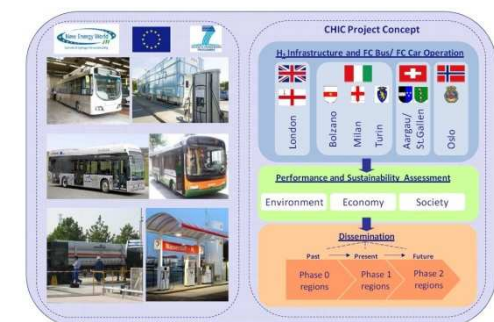 New Energy World
CHIC Project Concept
H₂ Infrastructure and FC Bus/ FC Car Operation
London
Bolzano
Milan
Turin
Aargau/
St.Gallen
Oslo
Performance and Sustainability Assessment
Environment
Economy
Society
Dissemination
Past
Present
Future
Phase 0
regions
Phase 1
regions
Phase 2
regions